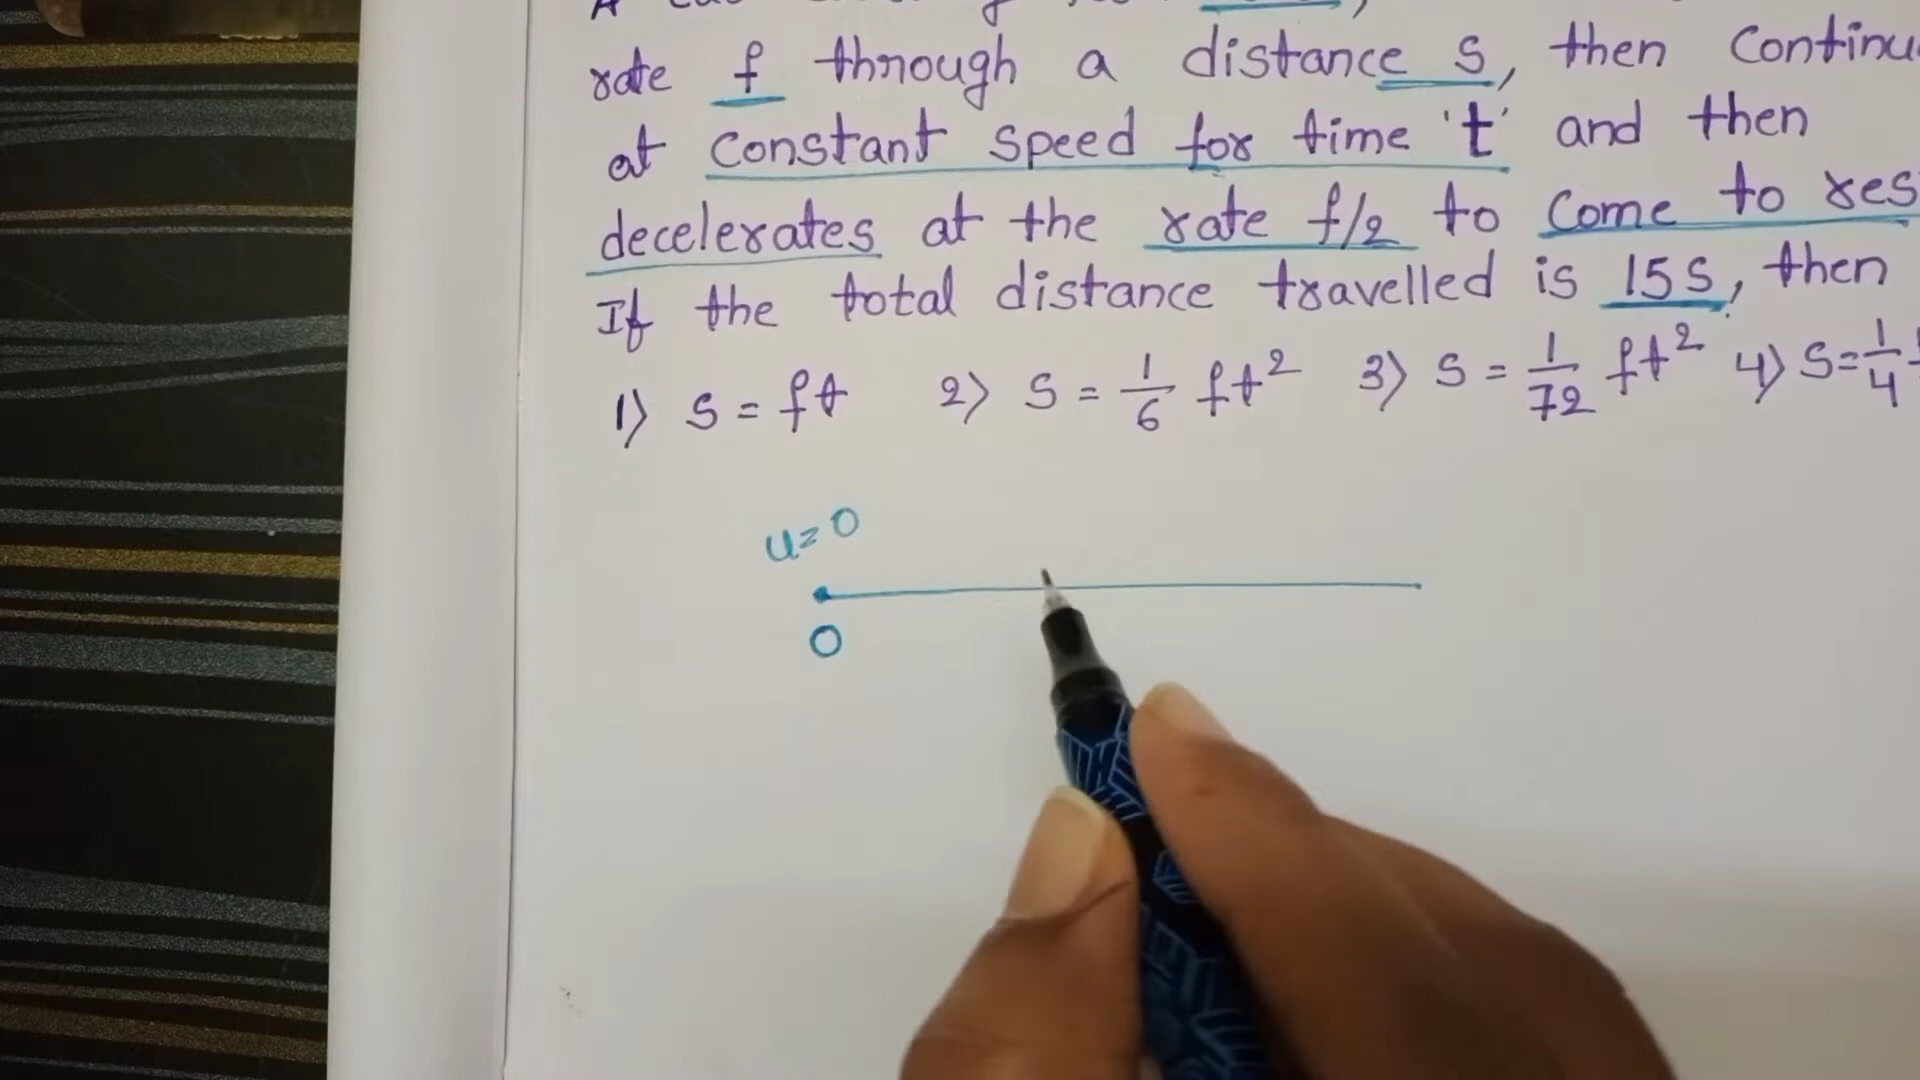 rate f through a distance S, then
at constant speed for time 't' and then
decelerates at the rate f/2 to come to
If the total distance travelled is 15S, then
1) S = ft 2) S = 1/6 ft² 3) S = 1/72 ft² 4) S = 1/4
u = 0
O